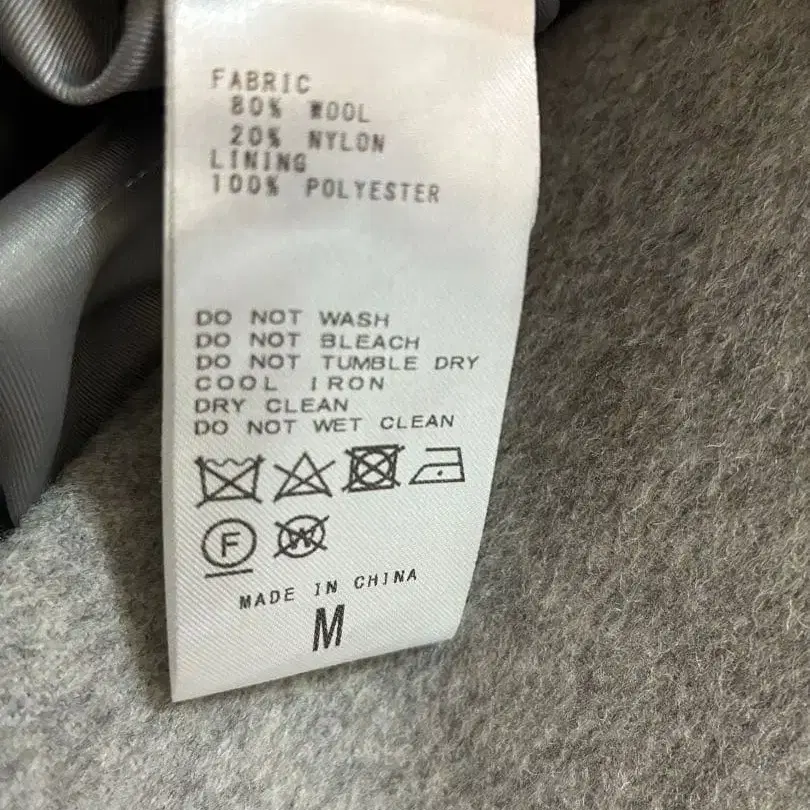 FABRIC
80% WOOL
20% NYLON
LINING
100% POLYESTER
DO NOT WASH
DO NOT BLEACH
DO NOT TUMBLE DRY
COOL IRON
DRY CLEAN
DO NOT WET CLEAN
F W
MADE IN CHINA
M